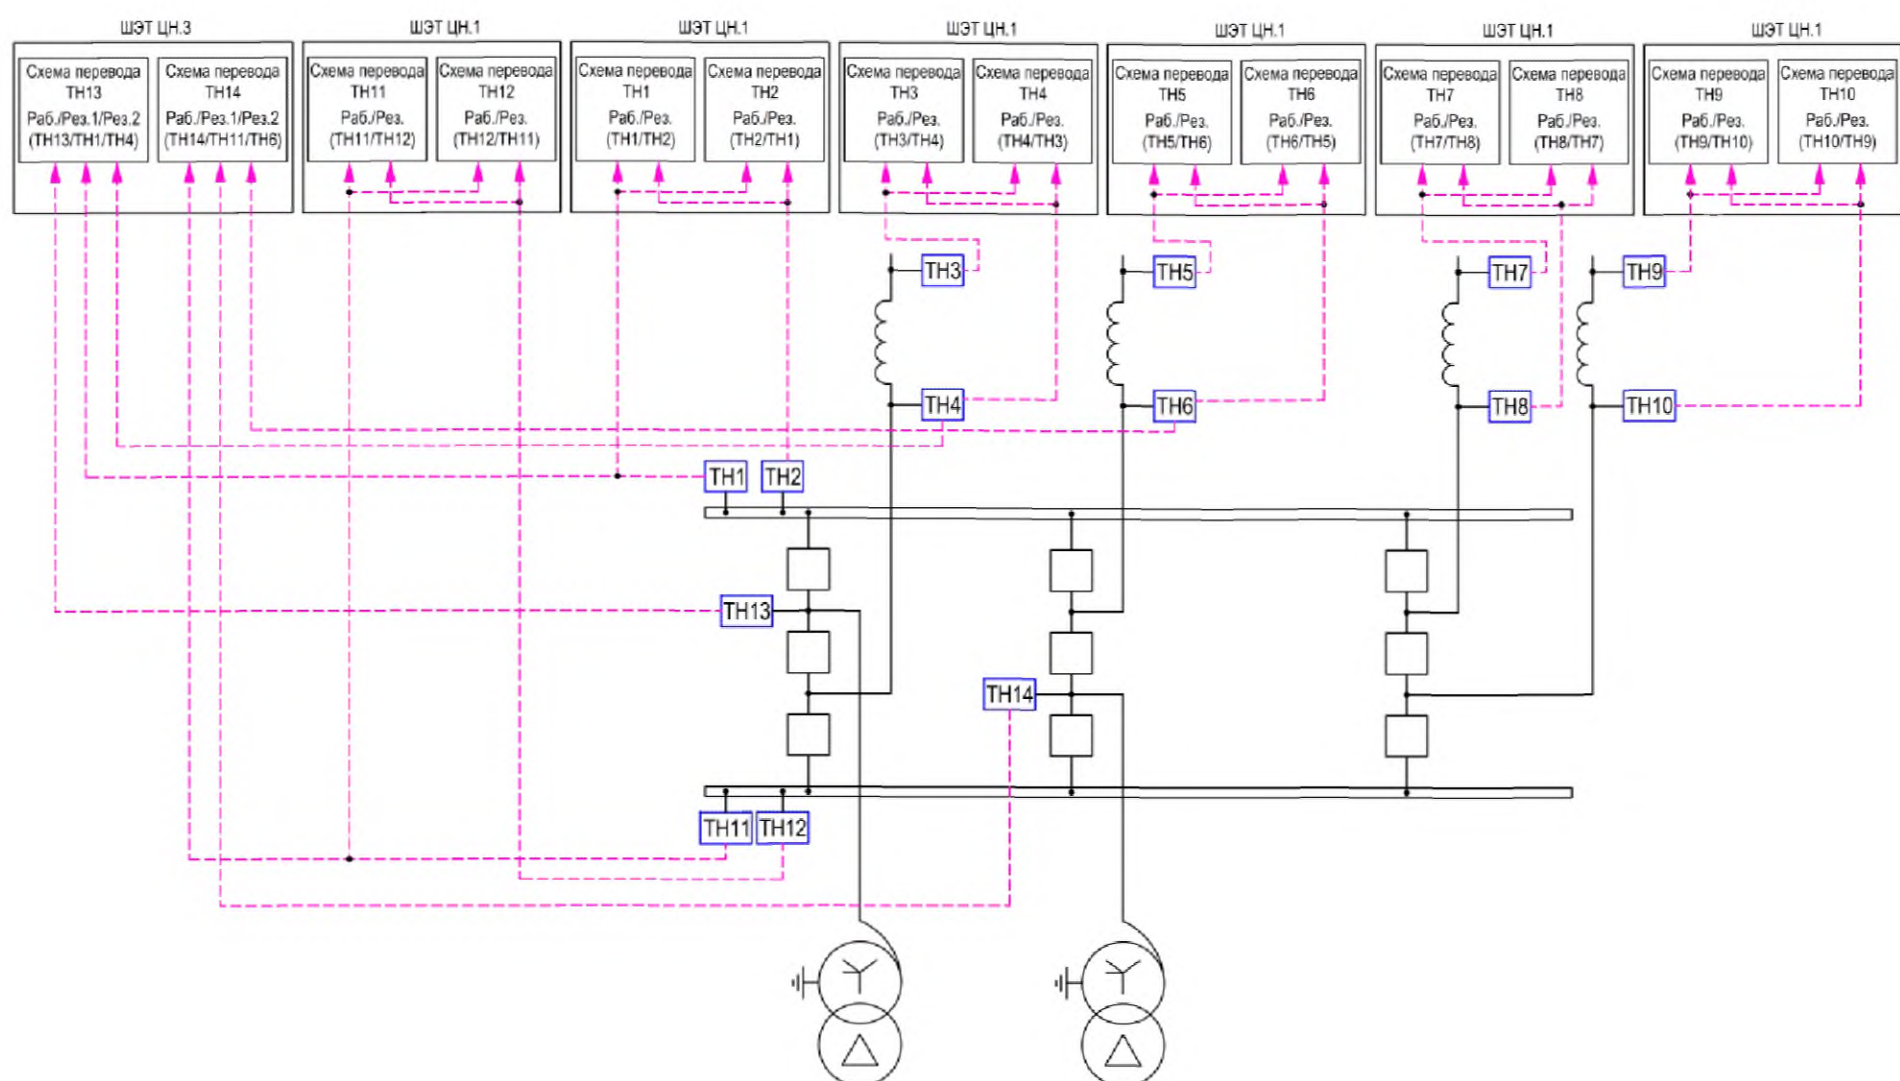 ШЭТ ЦН.3
Схема перевода
ТН13
Раб./Рез.1/Рез.2
(ТН13/ТН1/ТН4)
Схема перевода
ТН14
Раб./Рез.1/Рез.2
(ТН14/ТН11/ТН6)
ШЭТ ЦН.1
Схема перевода
ТН11
Раб./Рез.
(ТН11/ТН12)
Схема перевода
ТН12
Раб./Рез.
(ТН12/ТН11)
ШЭТ ЦН.1
Схема перевода
ТН1
Раб./Рез.
(ТН1/ТН2)
Схема перевода
ТН2
Раб./Рез.
(ТН2/ТН1)
ШЭТ ЦН.1
Схема перевода
ТН3
Раб./Рез.
(ТН3/ТН4)
Схема перевода
ТН4
Раб./Рез.
(ТН4/ТН3)
ШЭТ ЦН.1
Схема перевода
ТН5
Раб./Рез.
(ТН5/ТН6)
Схема перевода
ТН6
Раб./Рез.
(ТН6/ТН5)
ШЭТ ЦН.1
Схема перевода
ТН7
Раб./Рез.
(ТН7/ТН8)
Схема перевода
ТН8
Раб./Рез.
(ТН8/ТН7)
ШЭТ ЦН.1
Схема перевода
ТН9
Раб./Рез.
(ТН9/ТН10)
Схема перевода
ТН10
Раб./Рез.
(ТН10/ТН9)
ТН3
ТН5
ТН7
ТН9
ТН4
ТН6
ТН8
ТН10
ТН1
ТН2
ТН13
ТН14
ТН11
ТН12